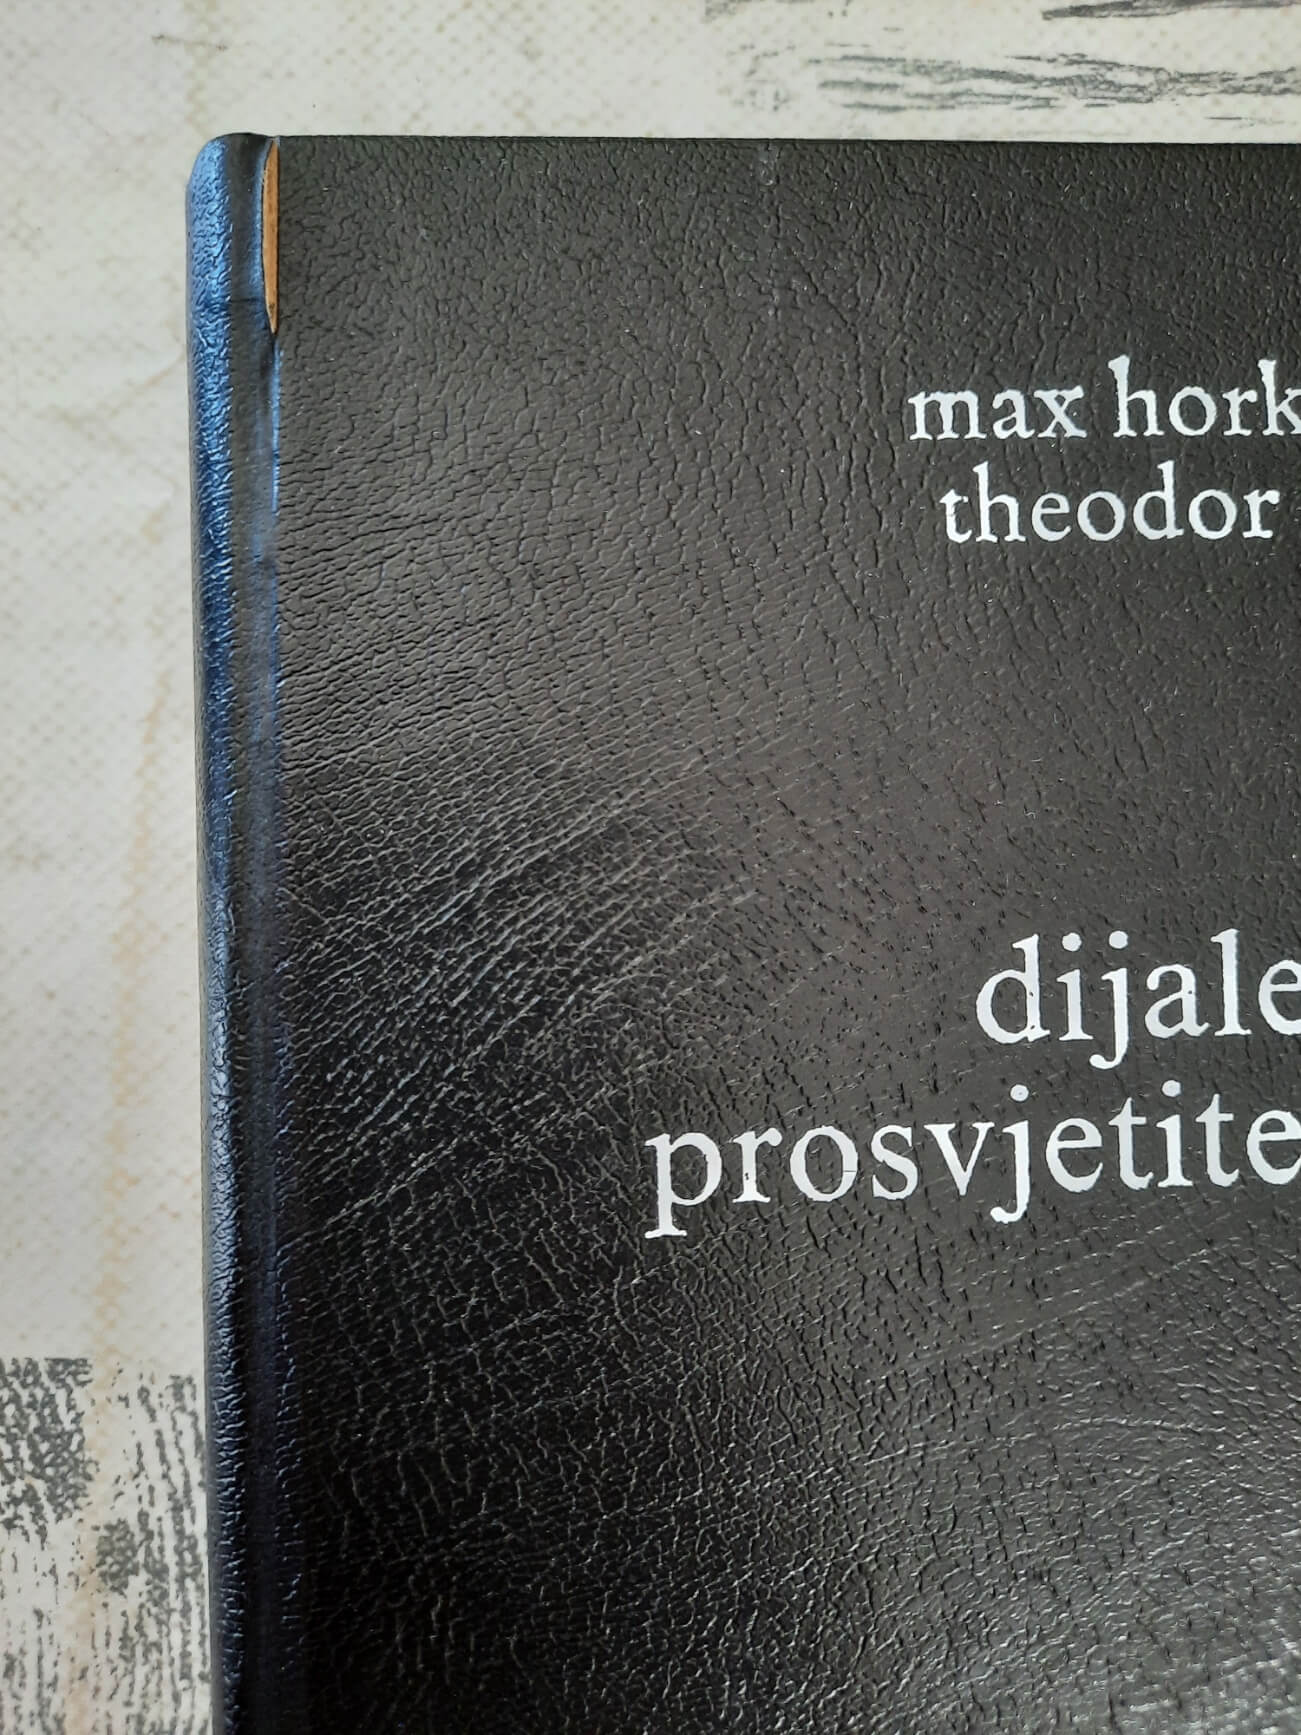 max hork
theodor
dijale
prosvjetite